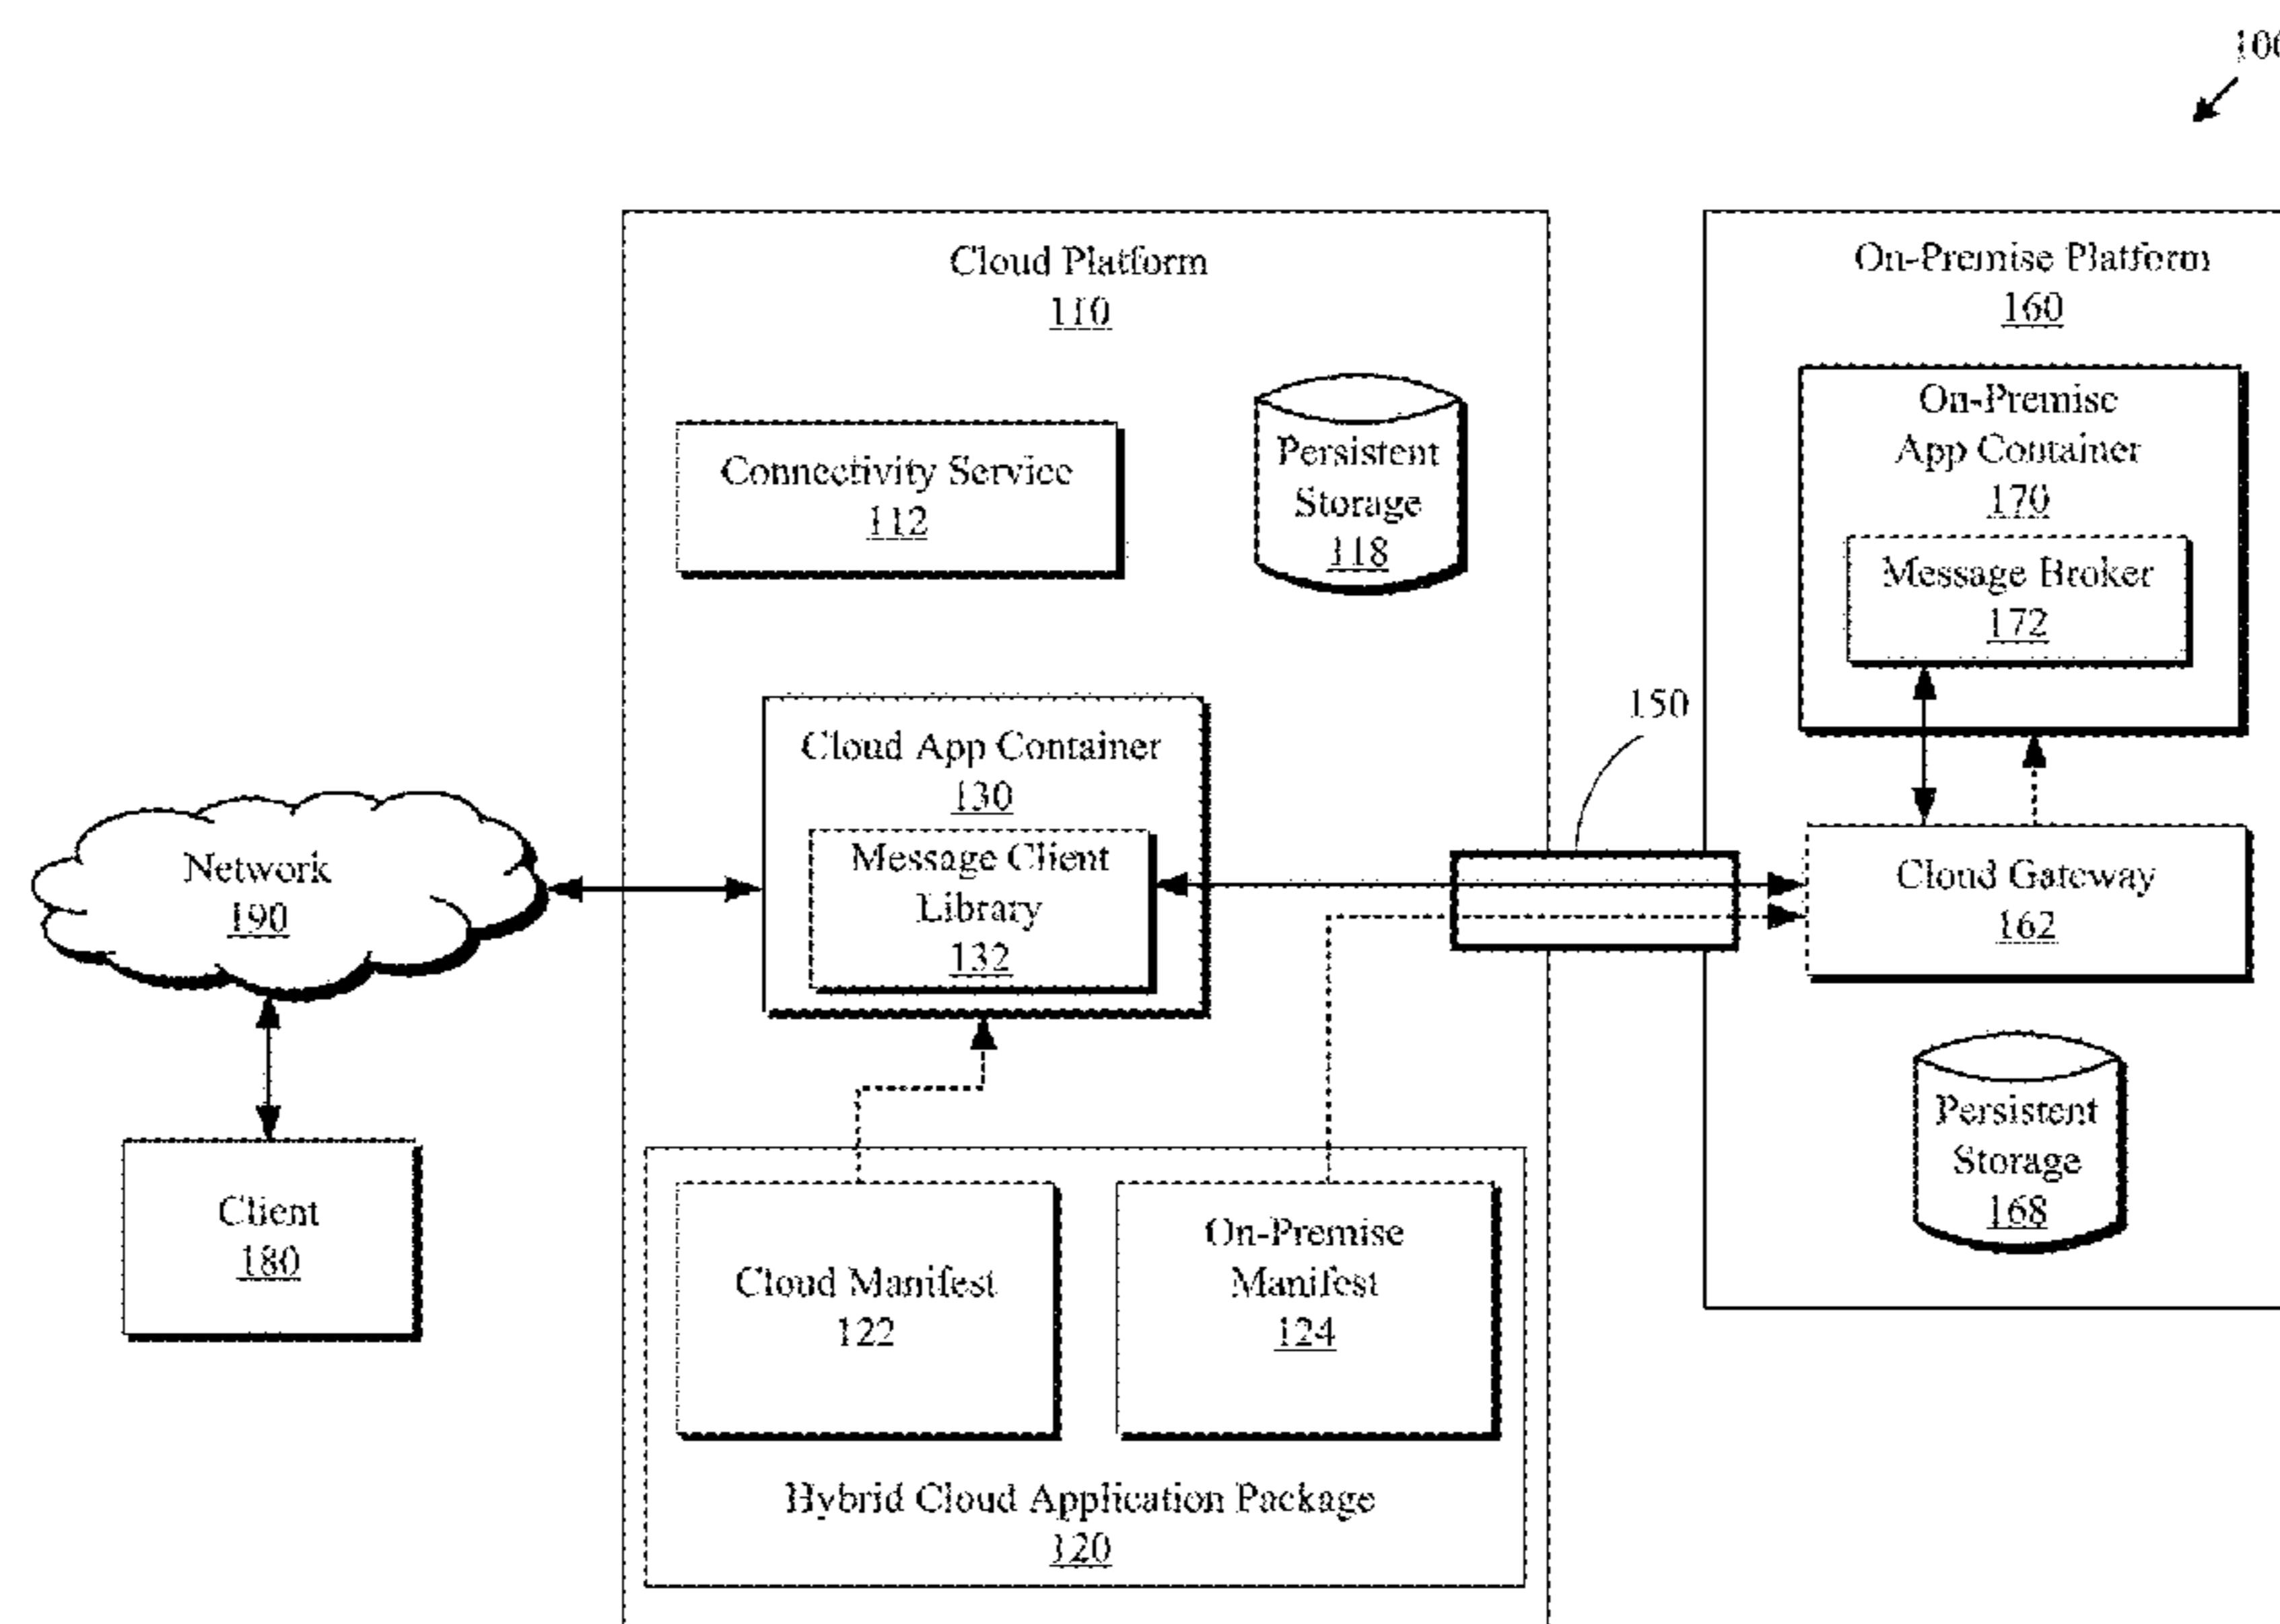 100
Cloud Platform
110
Connectivity Service
112
Persistent
Storage
118
Cloud App Container
130
Message Client
Library
132
Cloud Manifest
122
On-Premise
Manifest
124
Hybrid Cloud Application Package
120
150
On-Premise Platform
160
On-Premise
App Container
170
Message Broker
172
Cloud Gateway
162
Persistent
Storage
168
Network
190
Client
180